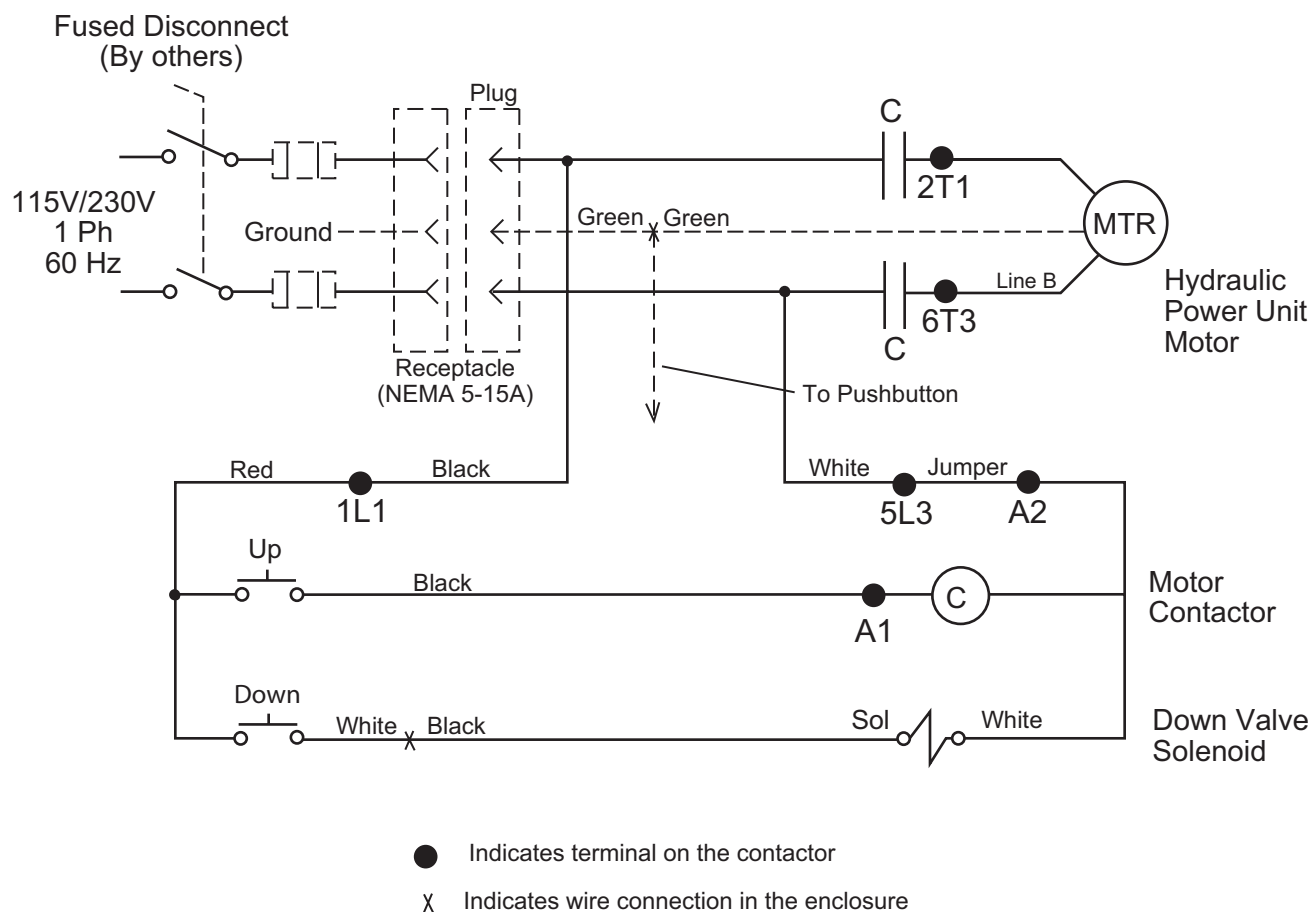 Fused Disconnect
(By others)
Plug
C
2T1
115V/230V
1 Ph
60 Hz
Ground
Green
Green
MTR
Line B
6T3
C
Hydraulic
Power Unit
Motor
Receptacle
(NEMA 5-15A)
To Pushbutton
Red
Black
1L1
White
Jumper
5L3
A2
Up
Black
A1
C
Motor
Contactor
Down
White
Black
Sol
White
Down Valve
Solenoid
Indicates terminal on the contactor
X Indicates wire connection in the enclosure